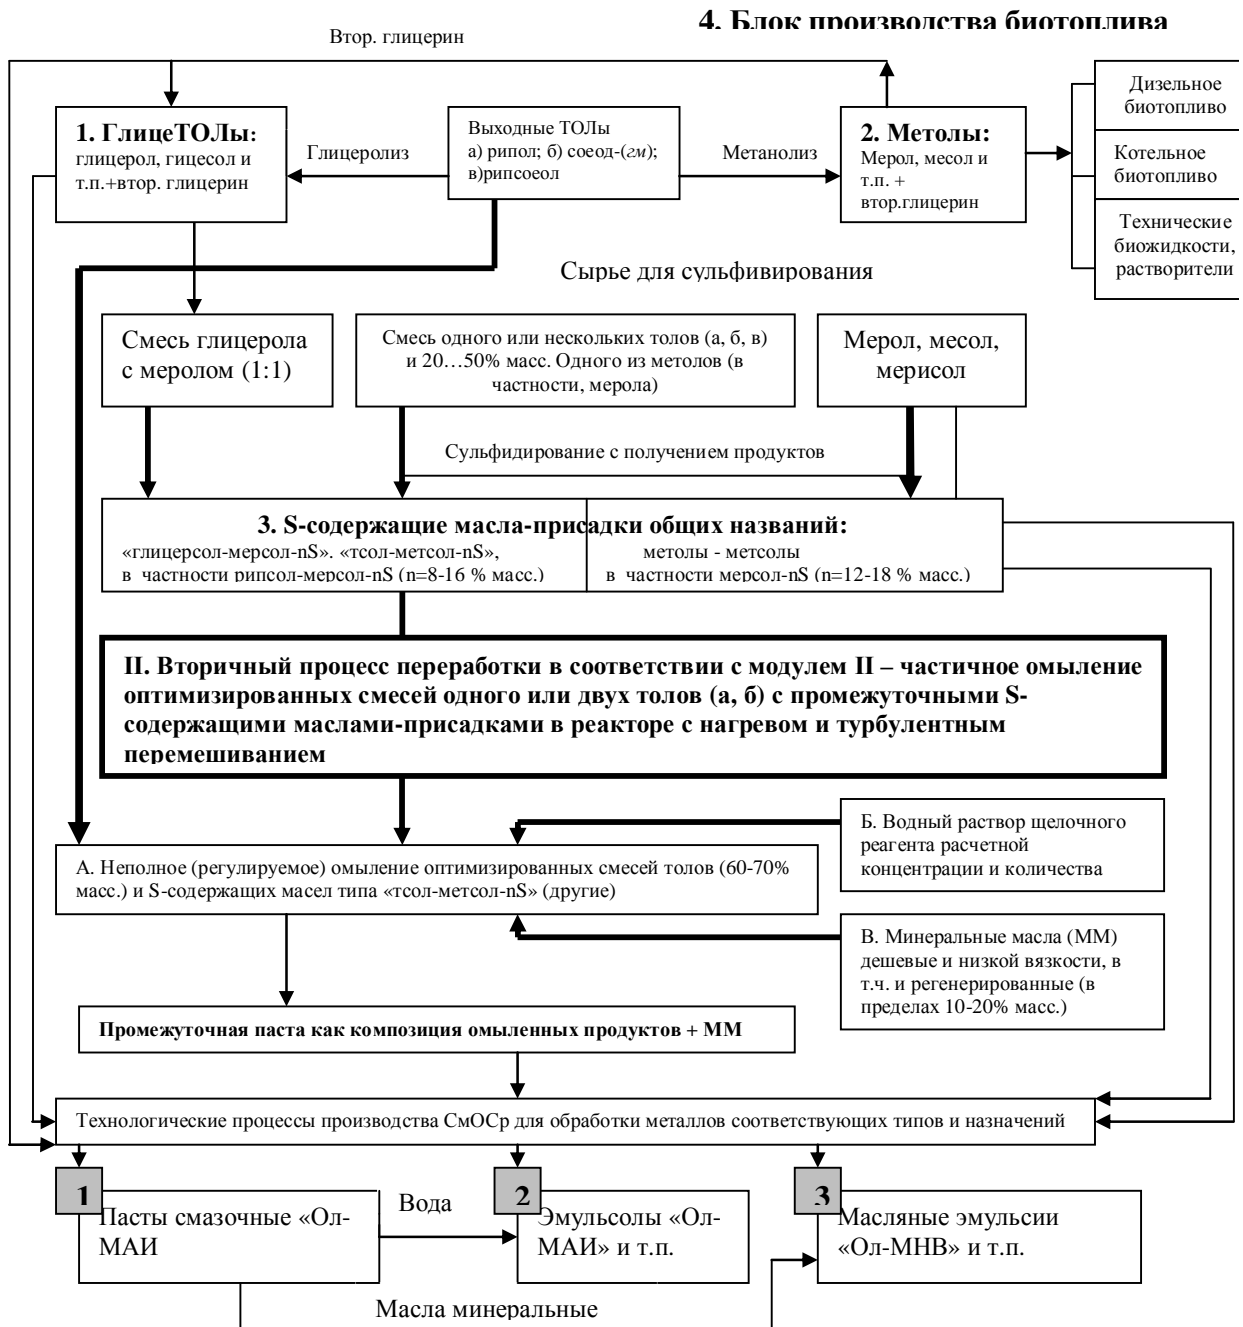 4. Блок производства биотоплива
Втор. глицерин
1. ГлицеТОЛы:
глицерол, гицесол и
т.п.+втор. глицерин
Глицеролиз
Выходные ТОЛы
а) рипол; б) соеод-(гм);
в)рипсоеол
Метанолиз
2. Метолы:
Мерол, месол и
т.п. +
втор.глицерин
Дизельное
биотопливо
Котельное
биотопливо
Технические
биожидкости,
растворители
Сырье для сульфивирования
Смесь глицерола
с меролом (1:1)
Смесь одного или нескольких толов (а, б, в)
и 20…50% масс. Одного из метолов (в
частности, мерола)
Мерол, месол,
мерисол
Сульфидирование с получением продуктов
3. S-содержащие масла-присадки общих названий:
«глицерсол-мерсол-nS». «тсол-метсол-nS»,
в частности рипсол-мерсол-nS (n=8-16 % масс.)
метолы - метсолы
в частности мерсол-nS (n=12-18 % масс.)
II. Вторичный процесс переработки в соответствии с модулем II – частичное омыление
оптимизированных смесей одного или двух толов (а, б) с промежуточными S-
содержащими маслами-присадками в реакторе с нагревом и турбулентным
перемешиванием
Б. Водный раствор щелочного
реагента расчетной
концентрации и количества
А. Неполное (регулируемое) омыление оптимизированных смесей толов (60-70%
масс.) и S-содержащих масел типа «тсол-метсол-nS» (другие)
В. Минеральные масла (ММ)
дешевые и низкой вязкости, в
т.ч. и регенерированные (в
пределах 10-20% масс.)
Промежуточная паста как композиция омыленных продуктов + ММ
Технологические процессы производства СмОСр для обработки металлов соответствующих типов и назначений
1
Пасты смазочные «Ол-
МАИ
Вода
2
Эмульсолы «Ол-
МАИ» и т.п.
3
Масляные эмульсии
«Ол-МНВ» и т.п.
Масла минеральные